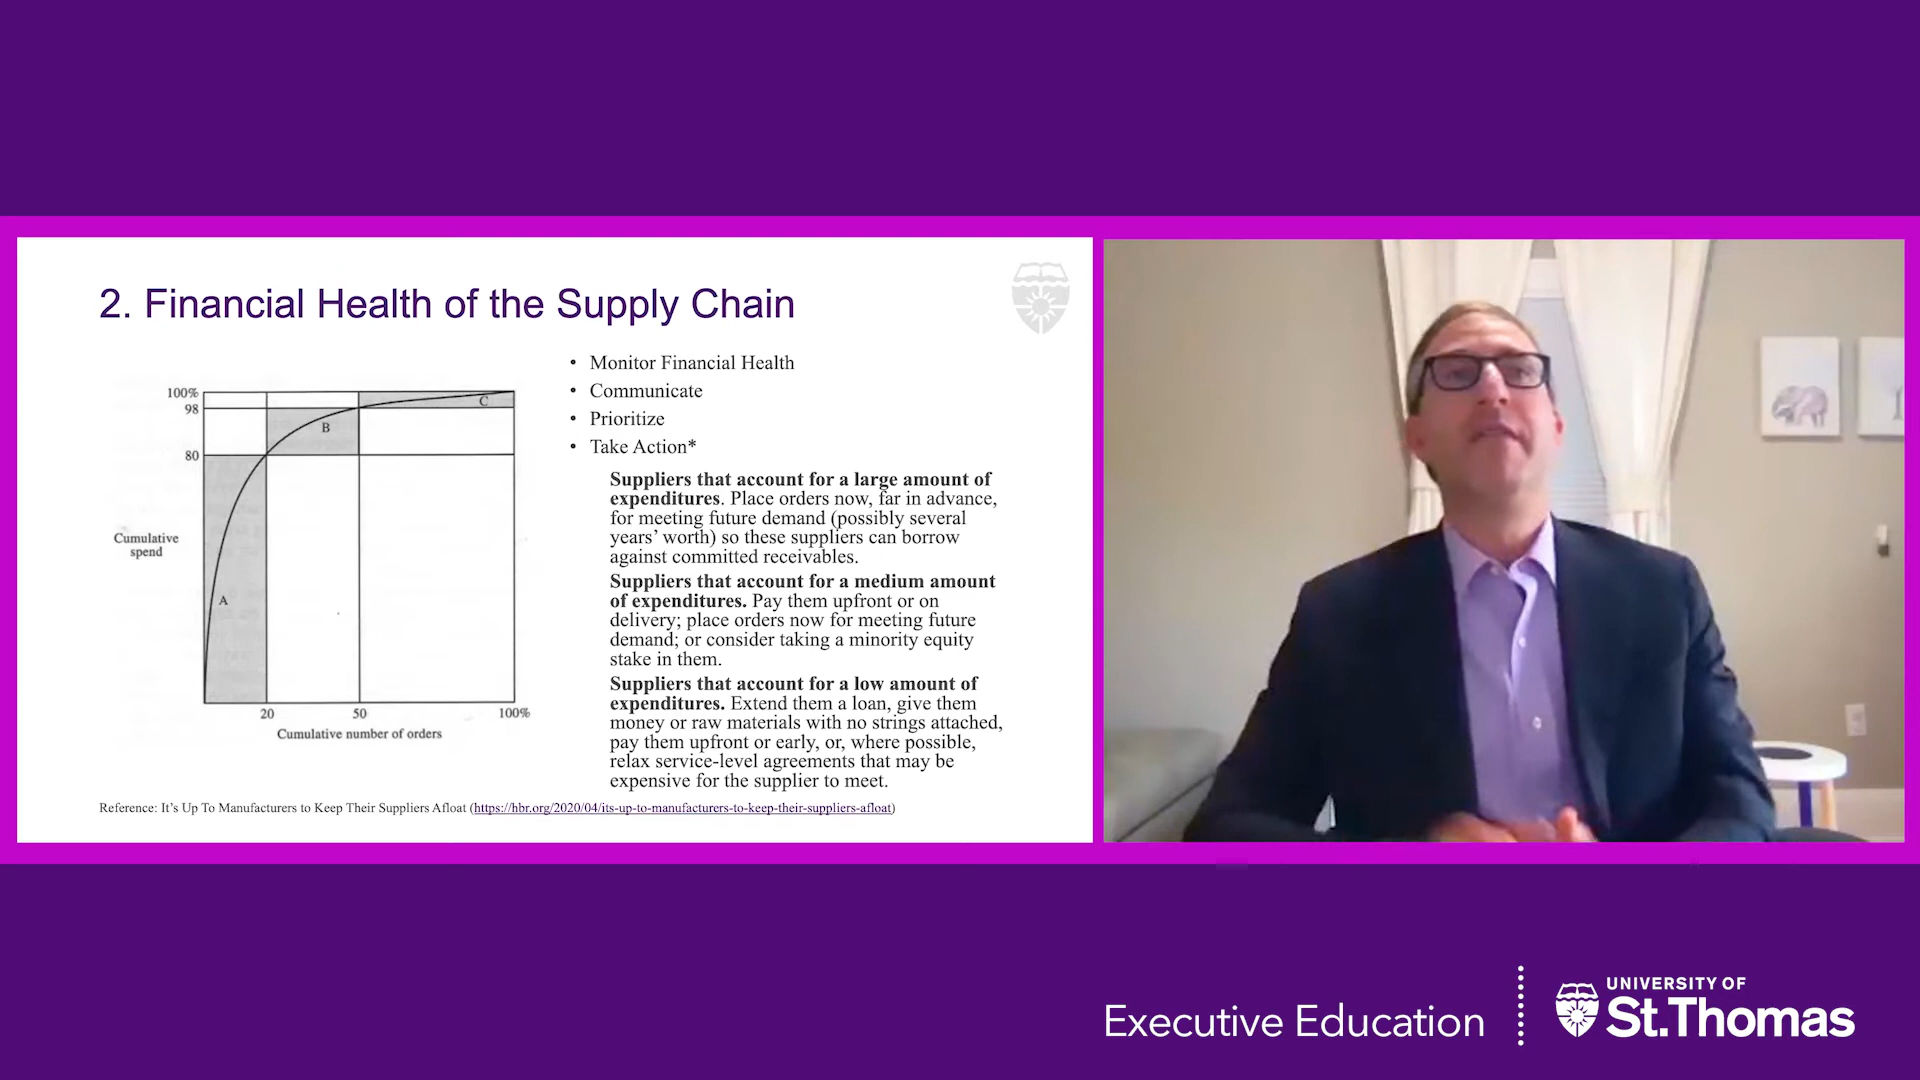 2. Financial Health of the Supply Chain
100%
98
80
Cumulative
spend
A
B
C
20
50
100%
Cumulative number of orders
• Monitor Financial Health
• Communicate
• Prioritize
• Take Action*
Suppliers that account for a large amount of
expenditures. Place orders now, far in advance,
for meeting future demand (possibly several
years’ worth) so these suppliers can borrow
against committed receivables.
Suppliers that account for a medium amount
of expenditures. Pay them upfront or on
delivery; place orders now for meeting future
demand; or consider taking a minority equity
stake in them.
Suppliers that account for a low amount of
expenditures. Extend them a loan, give them
money or raw materials with no strings attached,
pay them upfront or early, or, where possible,
relax service-level agreements that may be
expensive for the supplier to meet.
Reference: It’s Up To Manufacturers to Keep Their Suppliers Afloat (https://hbr.org/2020/04/its-up-to-manufacturers-to-keep-their-suppliers-afloat)
Executive Education
UNIVERSITY OF
St.Thomas